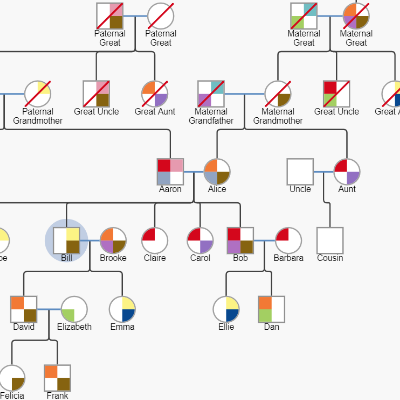 Paternal Great
Paternal Great
Maternal Great
Maternal Great
Paternal Grandmother
Great Uncle
Great Aunt
Maternal Grandfather
Maternal Grandmother
Great Uncle
Great A
Aaron
Alice
Uncle
Aunt
Bill
Brooke
Claire
Carol
Bob
Barbara
Cousin
David
Elizabeth
Emma
Ellie
Dan
Felicia
Frank